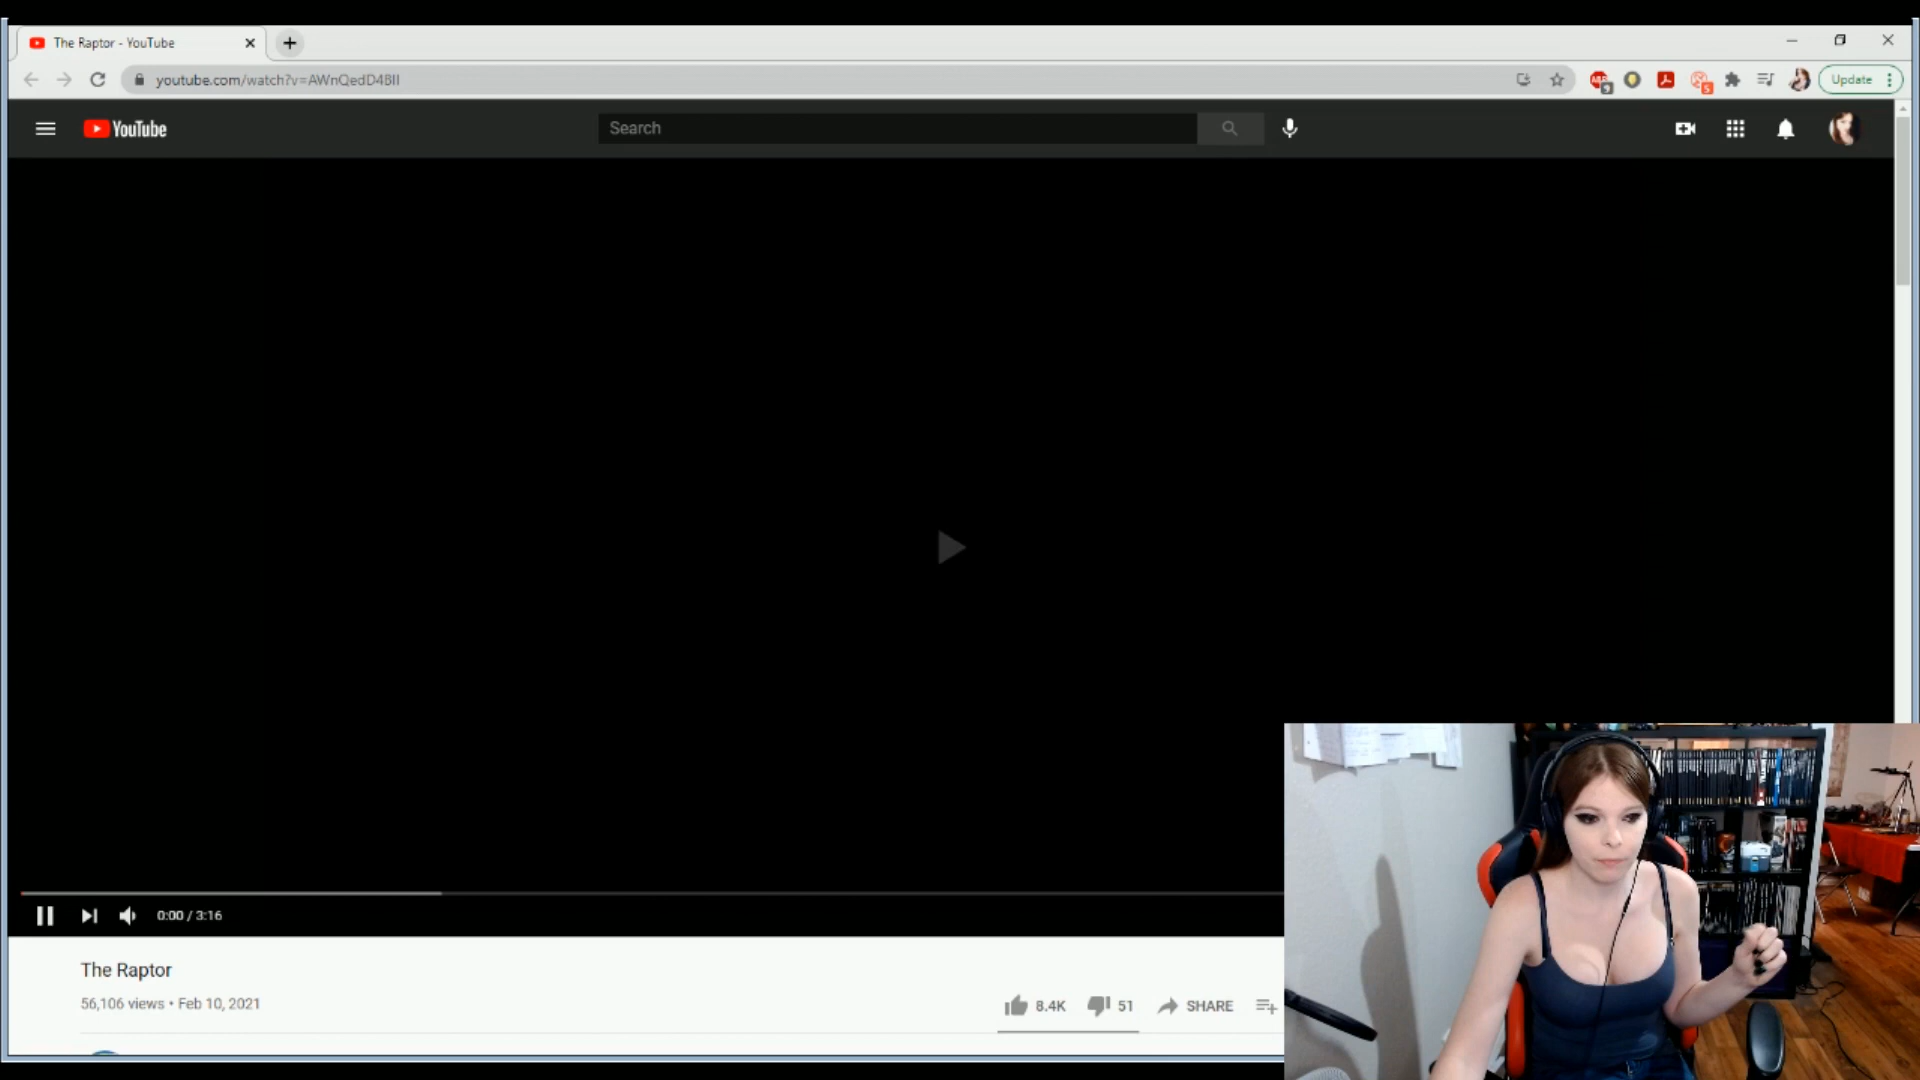 The Raptor - YouTube
youtube.com/watch?v=AWnQedD4BII
Update
YouTube
Search
0:00 / 3:16
The Raptor
56,106 views • Feb 10, 2021
8.4K
51
SHARE